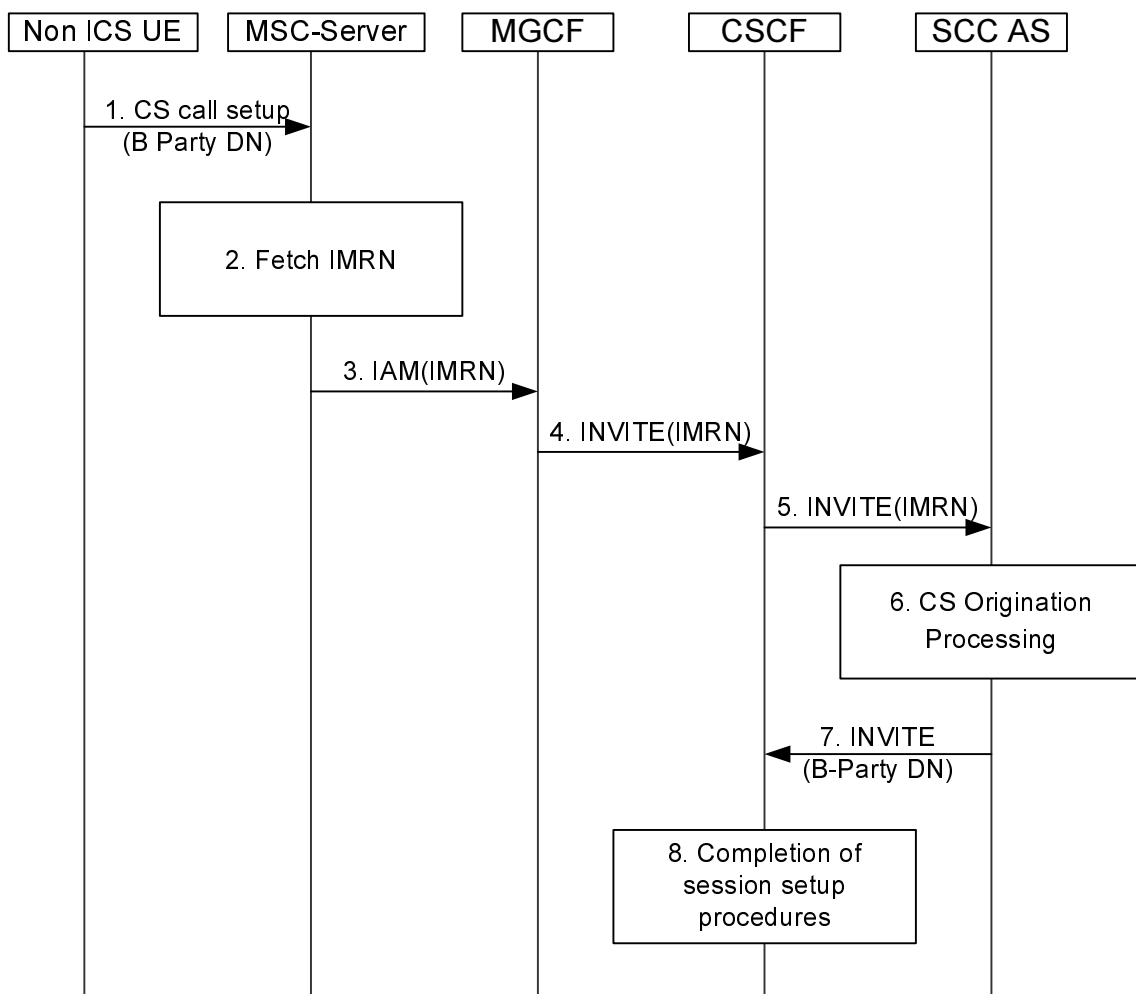 Non ICS UE
MSC-Server
MGCF
CSCF
SCC AS
1. CS call setup
(B Party DN)
2. Fetch IMRN
3. IAM(IMRN)
4. INVITE(IMRN)
5. INVITE(IMRN)
6. CS Origination
Processing
7. INVITE
(B-Party DN)
8. Completion of
session setup
procedures